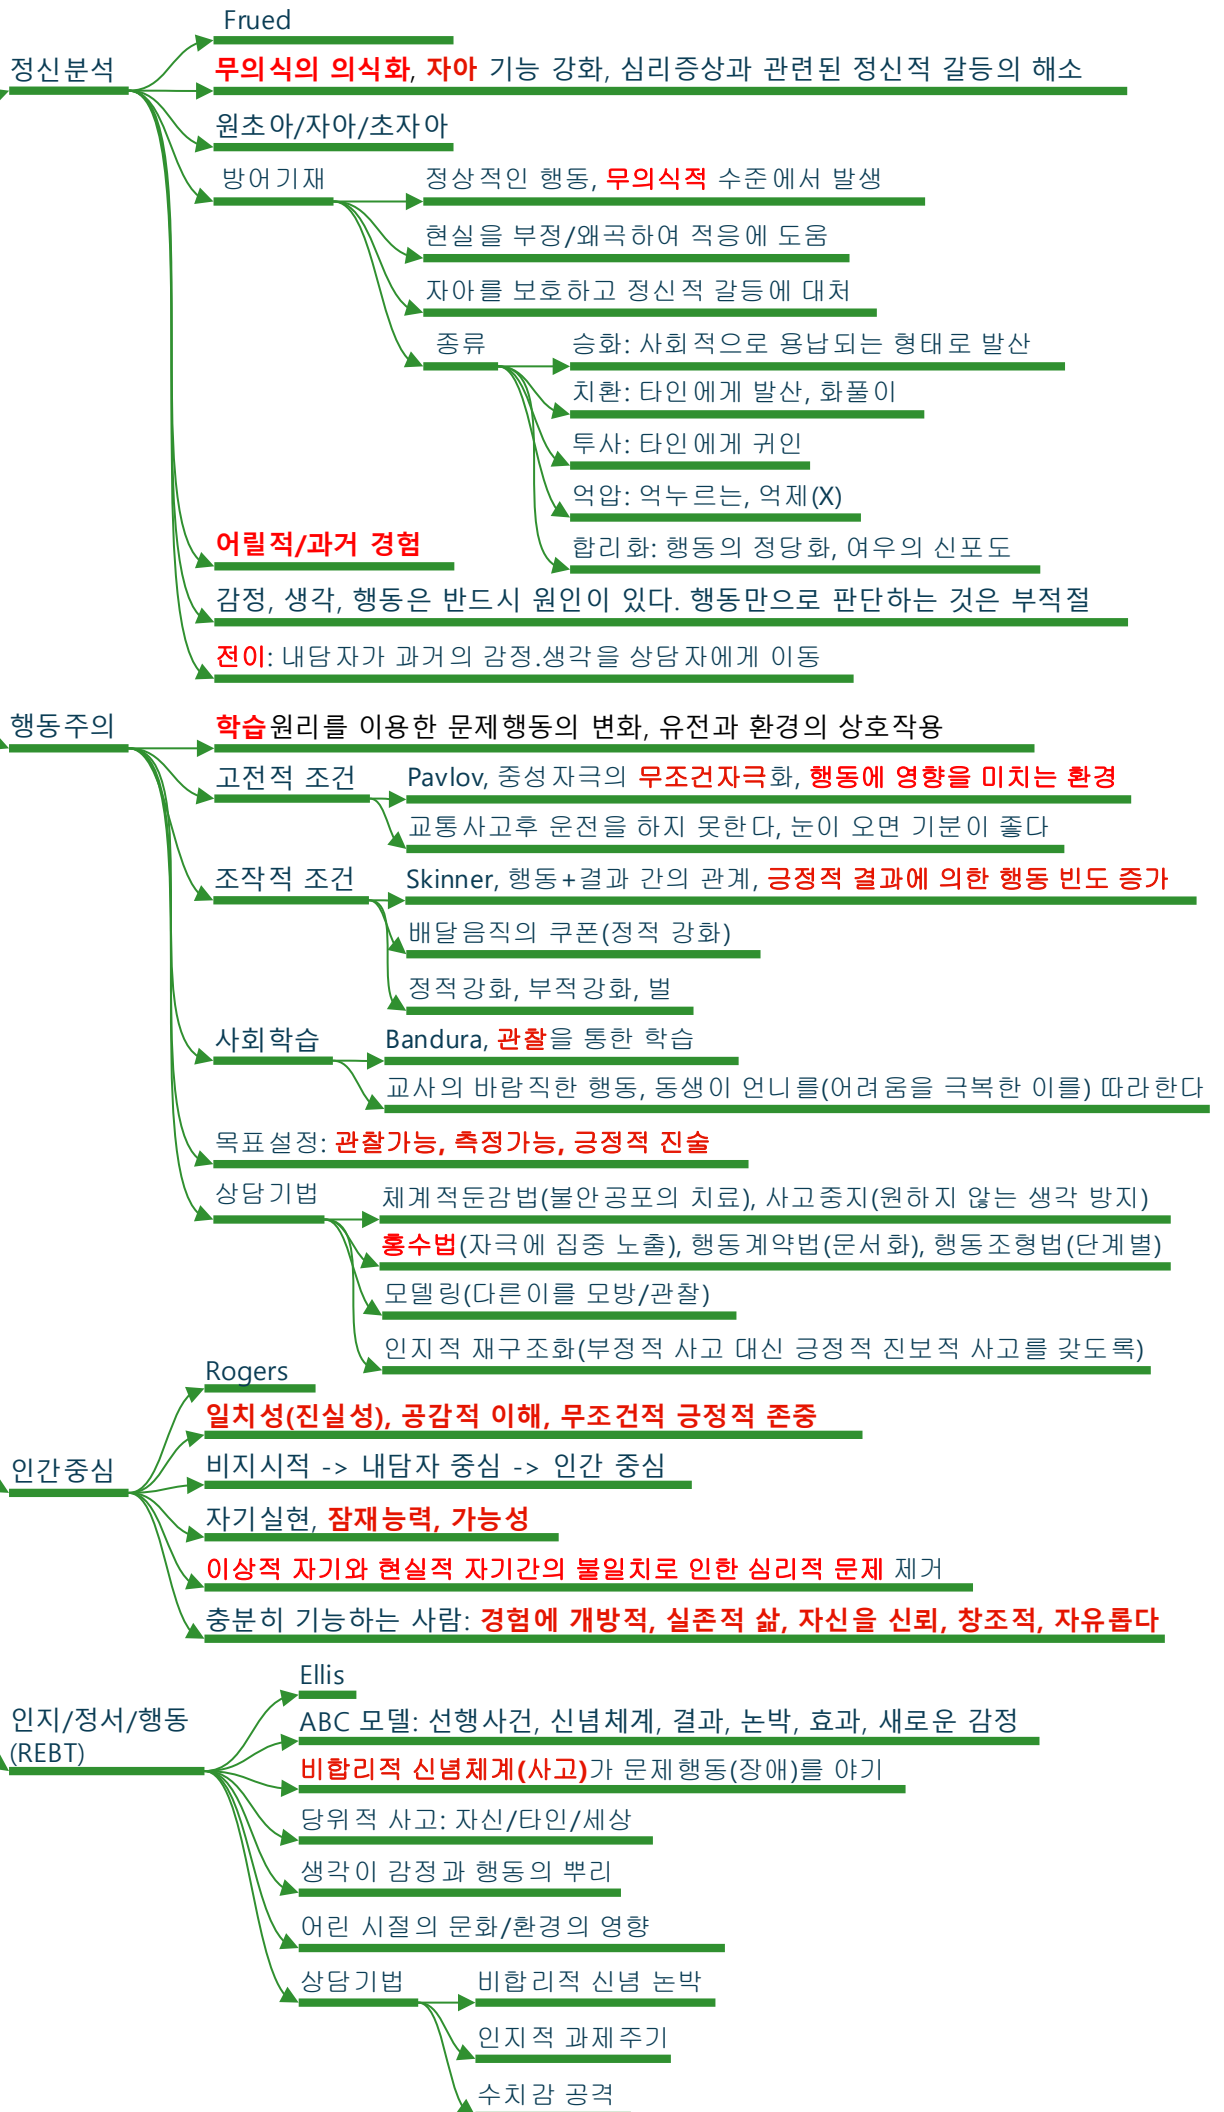 정신분석
Frued
무의식의 의식화, 자아 기능 강화, 심리증상과 관련된 정신적 갈등의 해소
원초아/자아/초자아
방어기재
정상적인 행동, 무의식적 수준에서 발생
현실을 부정/왜곡하여 적응에 도움
자아를 보호하고 정신적 갈등에 대처
종류
승화: 사회적으로 용납되는 형태로 발산
치환: 타인에게 발산, 화풀이
투사: 타인에게 귀인
억압: 억누르는, 억제(X)
합리화: 행동의 정당화, 여우의 신포도
어릴적/과거 경험
감정, 생각, 행동은 반드시 원인이 있다. 행동만으로 판단하는 것은 부적절
전이: 내담자가 과거의 감정.생각을 상담자에게 이동
행동주의
학습원리를 이용한 문제행동의 변화, 유전과 환경의 상호작용
고전적 조건
Pavlov, 중성자극의 무조건자극화, 행동에 영향을 미치는 환경
교통사고후 운전을 하지 못한다, 눈이 오면 기분이 좋다
조작적 조건
Skinner, 행동+결과 간의 관계, 긍정적 결과에 의한 행동 빈도 증가
배달음직의 쿠폰(정적 강화)
정적강화, 부적강화, 벌
사회학습
Bandura, 관찰을 통한 학습
교사의 바람직한 행동, 동생이 언니를(어려움을 극복한 이를) 따라한다
목표설정: 관찰가능, 측정가능, 긍정적 진술
상담기법
체계적둔감법(불안공포의 치료), 사고중지(원하지 않는 생각 방지)
홍수법(자극에 집중 노출), 행동계약법(문서화), 행동조형법(단계별)
모델링(다른이를 모방/관찰)
인지적 재구조화(부정적 사고 대신 긍정적 진보적 사고를 갖도록)
인간중심
Rogers
일치성(진실성), 공감적 이해, 무조건적 긍정적 존중
비지시적 -> 내담자 중심 -> 인간 중심
자기실현, 잠재능력, 가능성
이상적 자기와 현실적 자기간의 불일치로 인한 심리적 문제 제거
충분히 기능하는 사람: 경험에 개방적, 실존적 삶, 자신을 신뢰, 창조적, 자유롭다
인지/정서/행동
(REBT)
Ellis
ABC 모델: 선행사건, 신념체계, 결과, 논박, 효과, 새로운 감정
비합리적 신념체계(사고)가 문제행동(장애)를 야기
당위적 사고: 자신/타인/세상
생각이 감정과 행동의 뿌리
어린 시절의 문화/환경의 영향
상담기법
비합리적 신념 논박
인지적 과제주기
수치감 공격